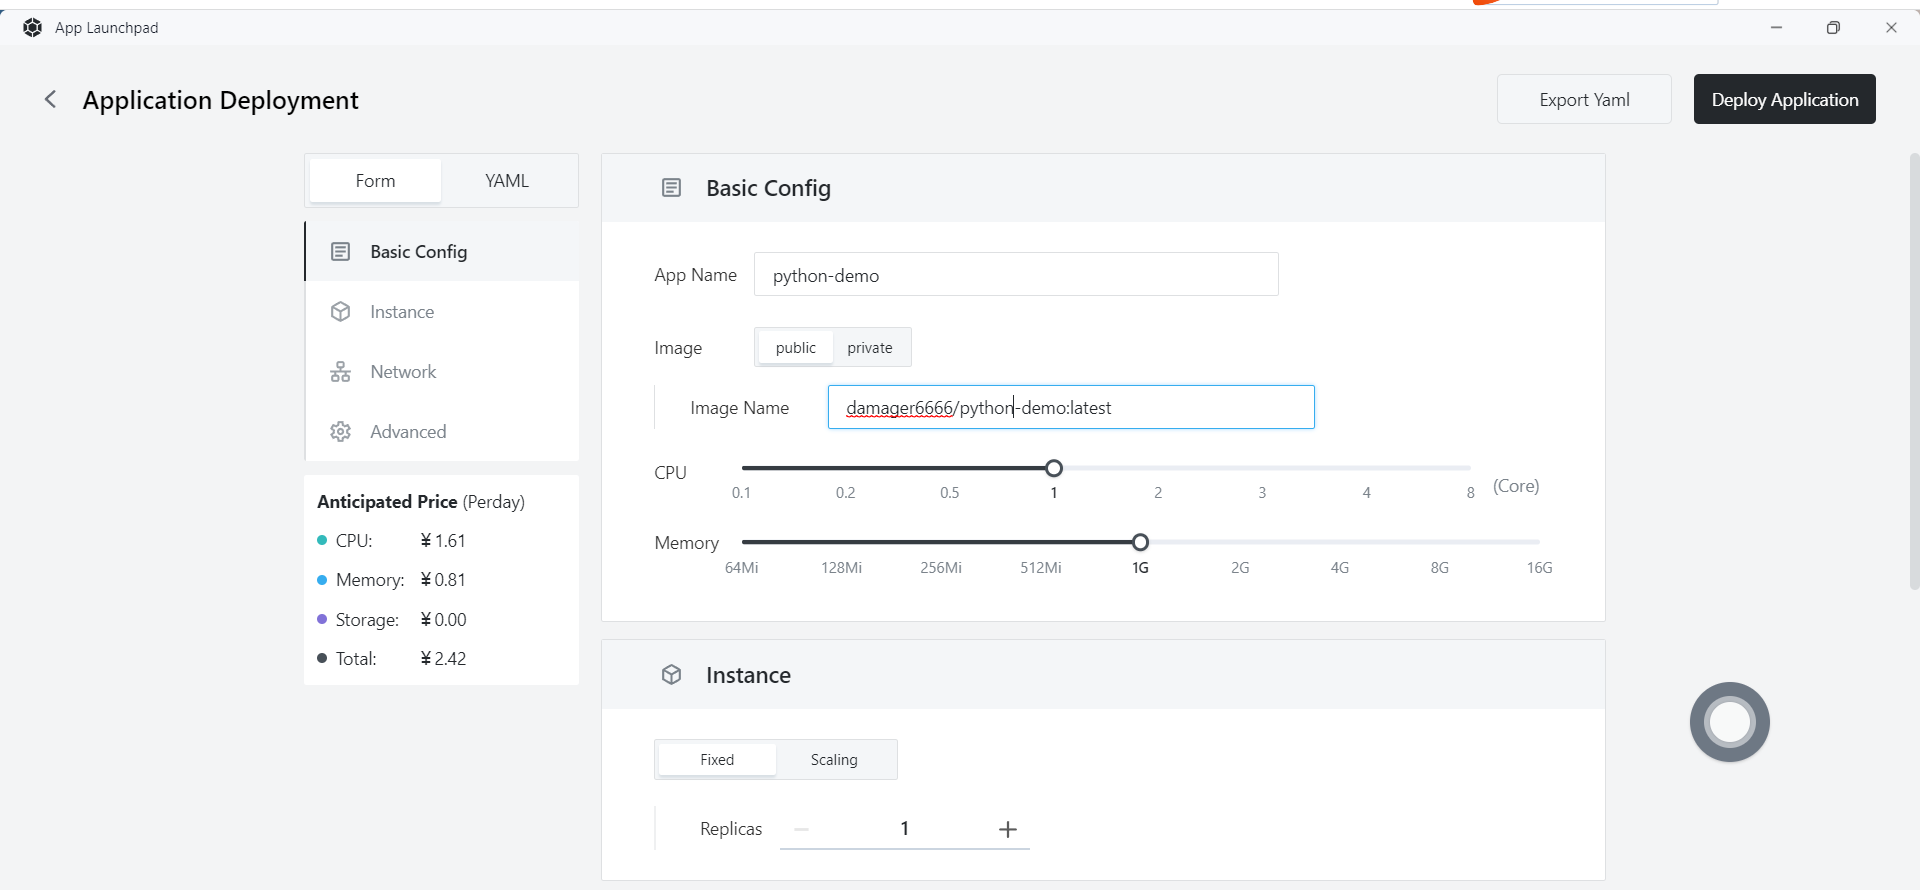 App Launchpad
Application Deployment
Export Yaml
Deploy Application
Form
YAML
Basic Config
Instance
Network
Advanced
Anticipated Price (Perday)
CPU: ¥1.61
Memory: ¥0.81
Storage: ¥0.00
Total: ¥2.42
Basic Config
App Name
python-demo
Image
public
private
Image Name
damager6666/python-demo:latest
CPU
0.1 0.2 0.5 1 2 3 4 8
(Core)
Memory
64Mi 128Mi 256Mi 512Mi 1G 2G 4G 8G 16G
Instance
Fixed
Scaling
Replicas
1